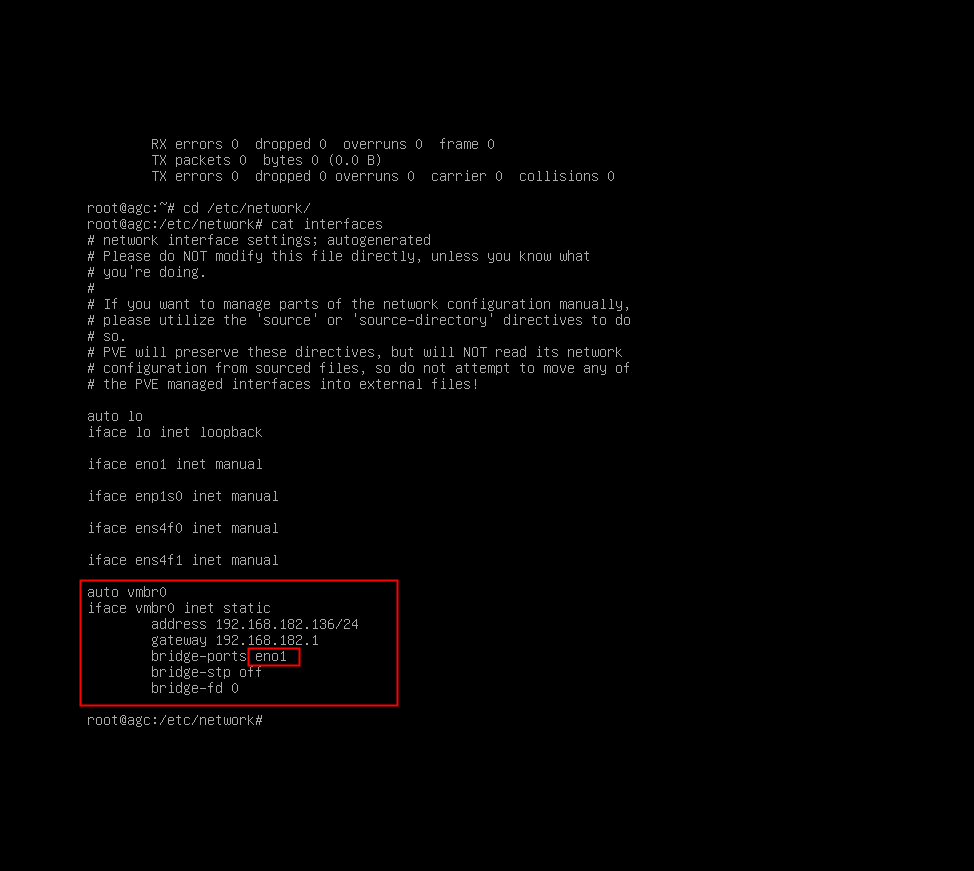 RX errors 0  dropped 0  overruns 0  frame 0
TX packets 0  bytes 0 (0.0 B)
TX errors 0  dropped 0 overruns 0  carrier 0  collisions 0
root@agc:~# cd /etc/network/
root@agc:/etc/network# cat interfaces
# network interface settings; autogenerated
# Please do NOT modify this file directly, unless you know what
# you're doing.
#
# If you want to manage parts of the network configuration manually,
# please utilize the 'source' or 'source-directory' directives to do
# so.
# PVE will preserve these directives, but will NOT read its network
# configuration from sourced files, so do not attempt to move any of
# the PVE managed interfaces into external files!
auto lo
iface lo inet loopback
iface eno1 inet manual
iface enp1s0 inet manual
iface ens4f0 inet manual
iface ens4f1 inet manual
auto vmbr0
iface vmbr0 inet static
address 192.168.182.136/24
gateway 192.168.182.1
bridge-ports eno1
bridge-stp off
bridge-fd 0
root@agc:/etc/network#